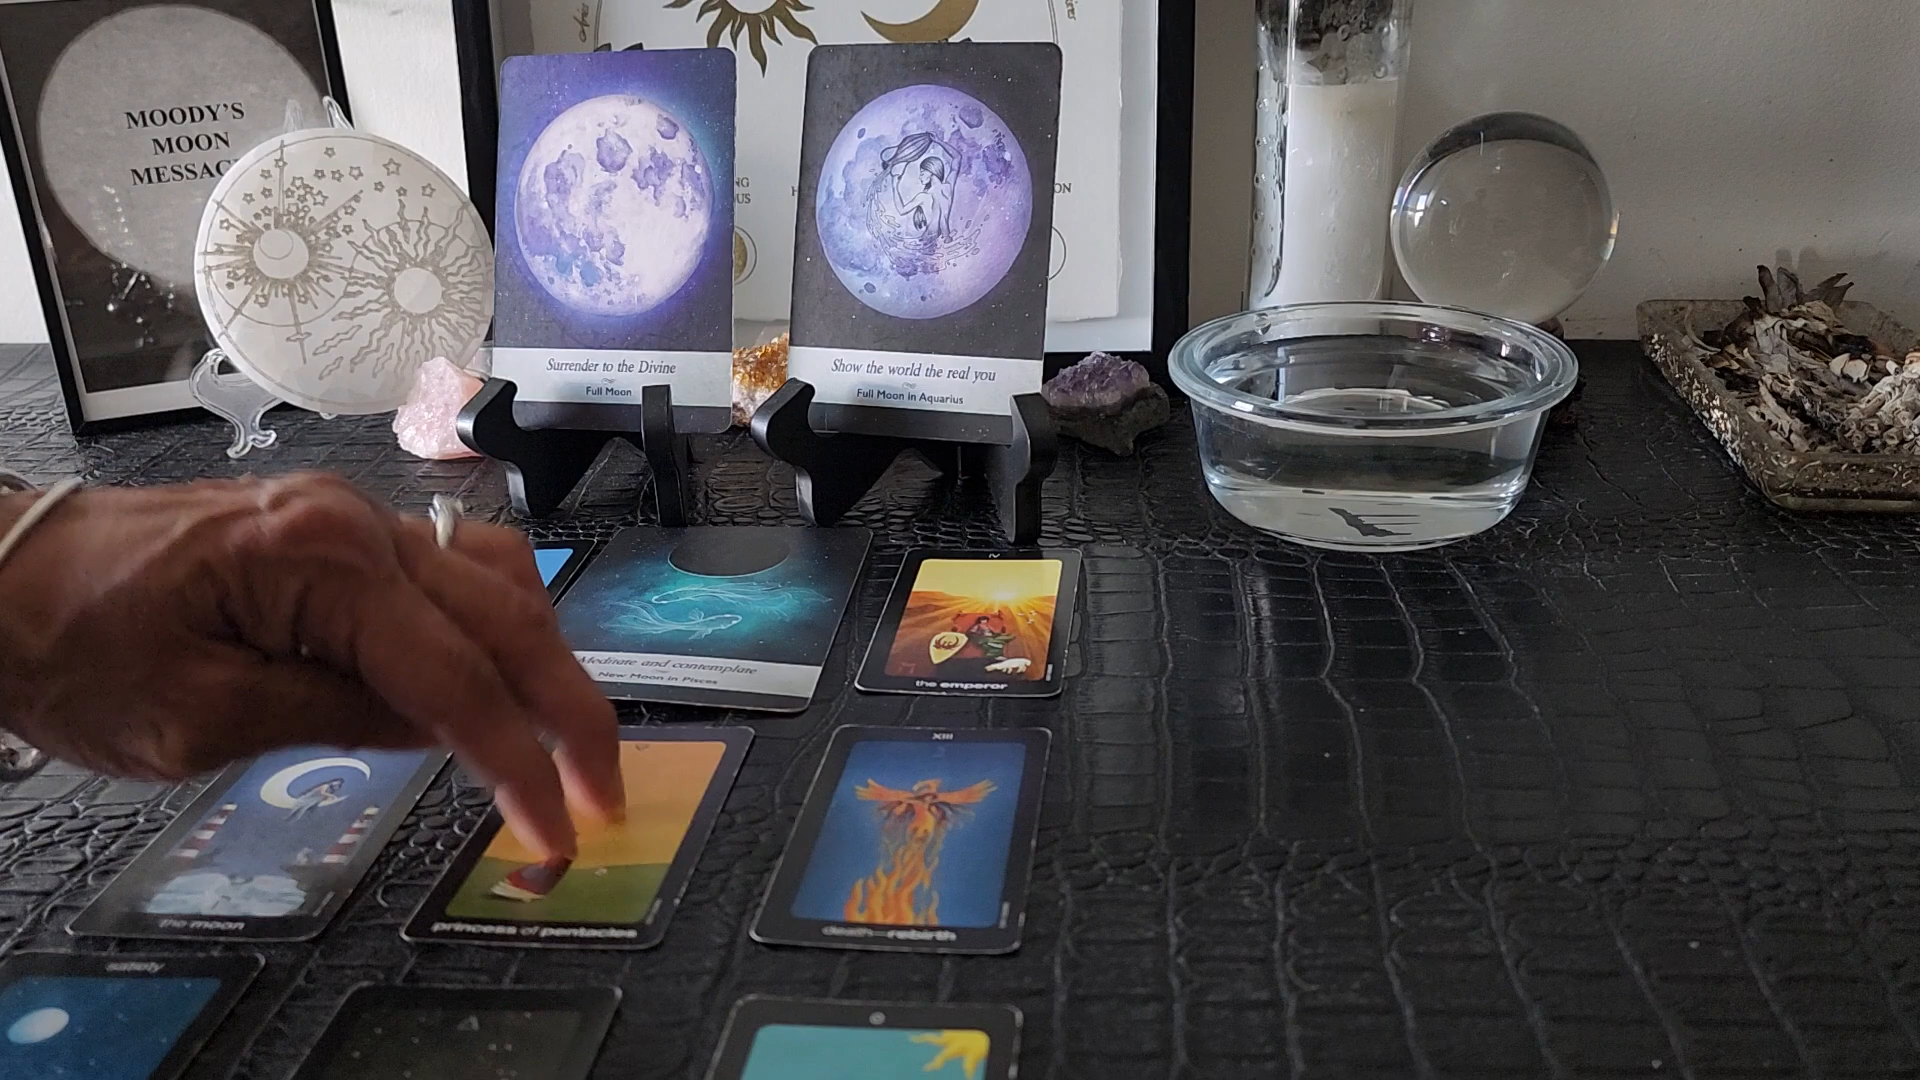 MOODY'S
MOON
Surrender to the Divine
Full Moon
Show the world the real you
Full Moon in Aquarius
Meditate and contemplate
New Moon in Pisces
the emperor
XIII
the moon
princess of pentacles
death—rebirth
satiety